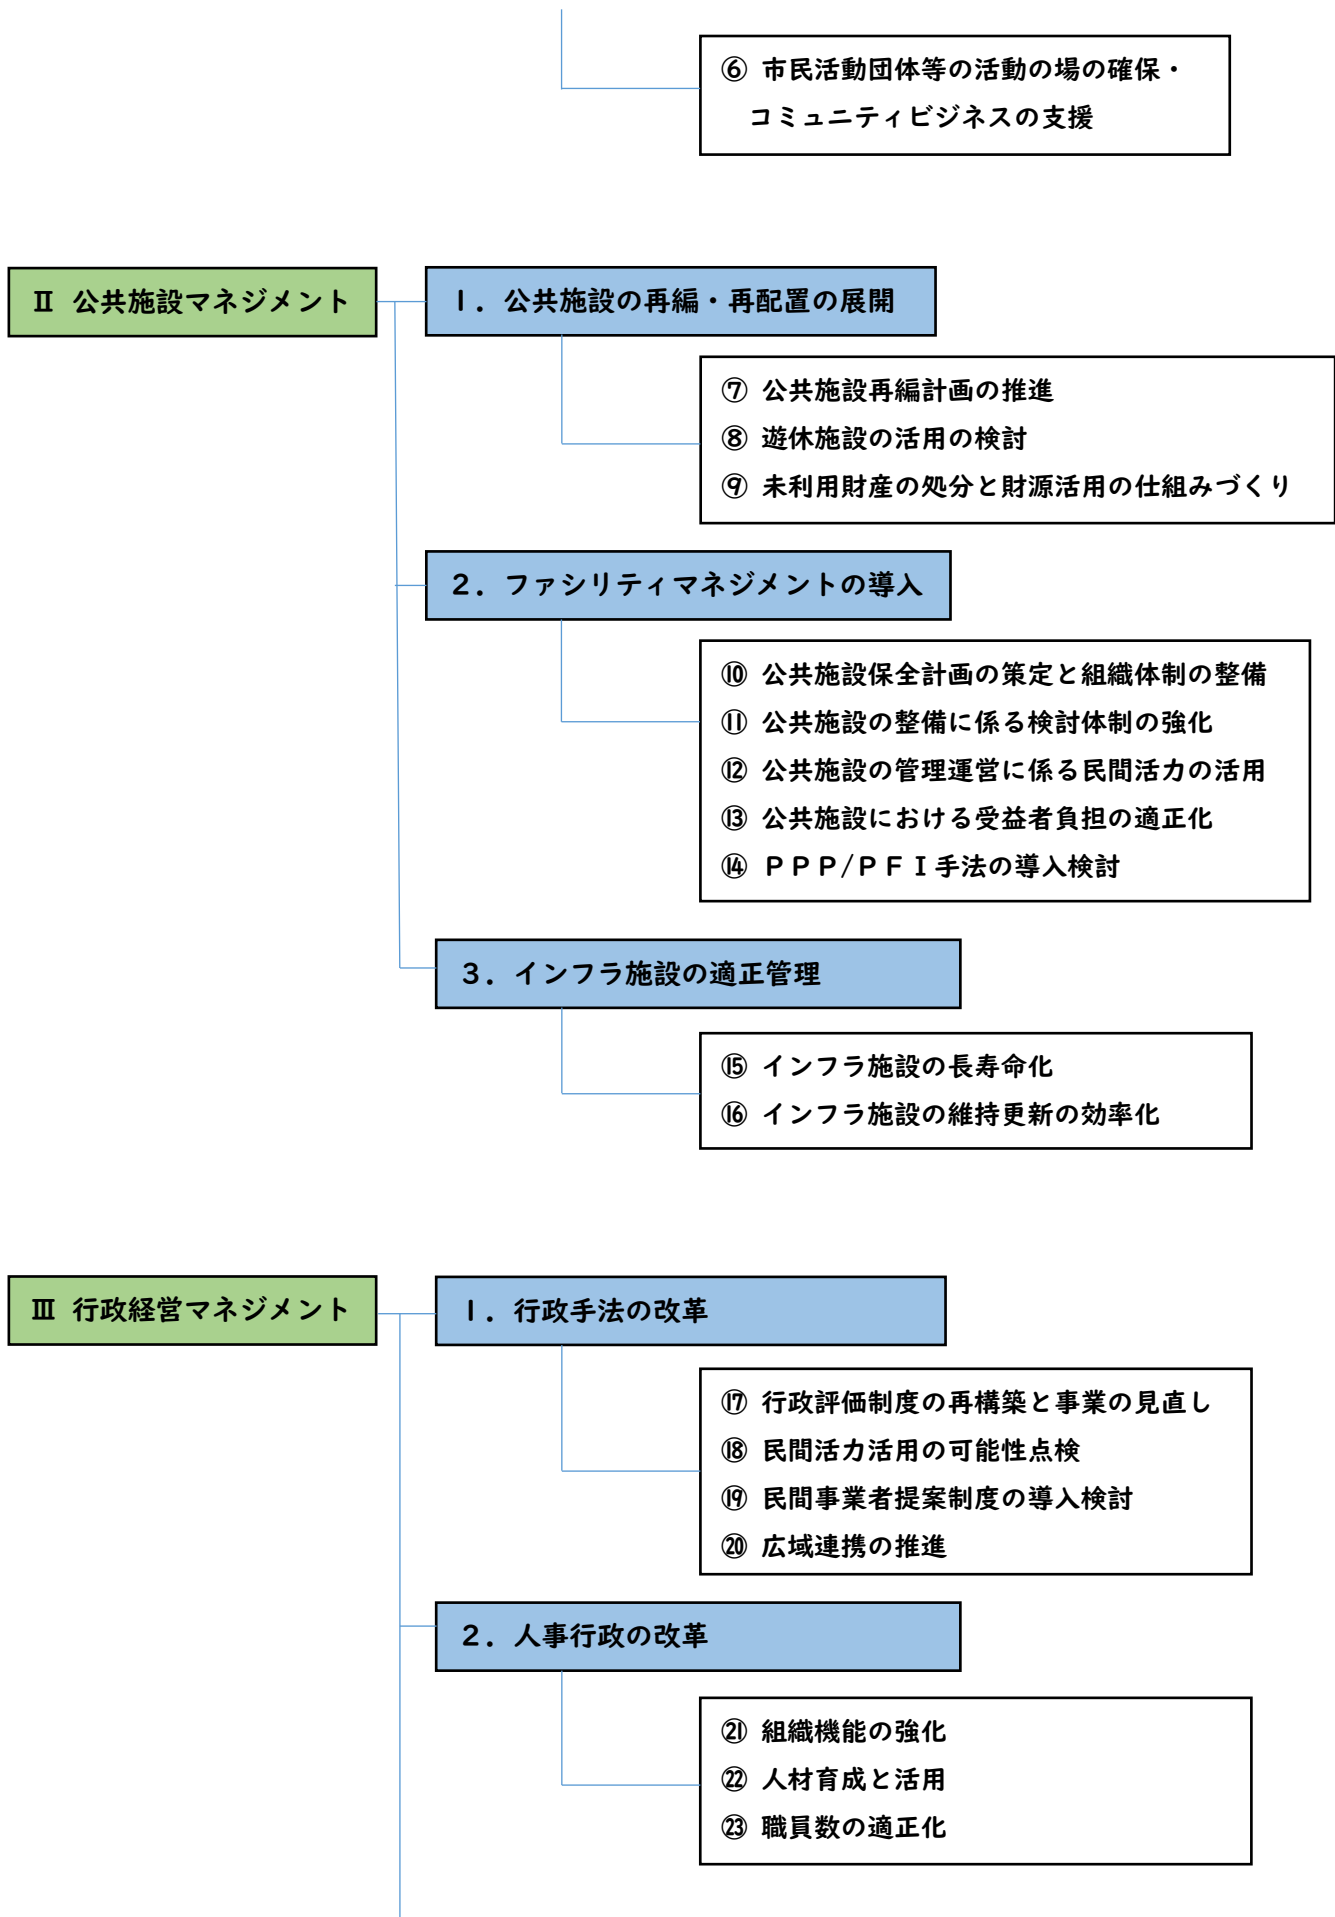 ⑥ 市民活動団体等の活動の場の確保・
コミュニティビジネスの支援
Ⅱ 公共施設マネジメント
１．公共施設の再編・再配置の展開
⑦ 公共施設再編計画の推進
⑧ 遊休施設の活用の検討
⑨ 未利用財産の処分と財源活用の仕組みづくり
２．ファシリティマネジメントの導入
⑩ 公共施設保全計画の策定と組織体制の整備
⑪ 公共施設の整備に係る検討体制の強化
⑫ 公共施設の管理運営に係る民間活力の活用
⑬ 公共施設における受益者負担の適正化
⑭ ＰＰＰ/ＰＦＩ手法の導入検討
３．インフラ施設の適正管理
⑮ インフラ施設の長寿命化
⑯ インフラ施設の維持更新の効率化
Ⅲ 行政経営マネジメント
１．行政手法の改革
⑰ 行政評価制度の再構築と事業の見直し
⑱ 民間活力活用の可能性点検
⑲ 民間事業者提案制度の導入検討
⑳ 広域連携の推進
２．人事行政の改革
㉑ 組織機能の強化
㉒ 人材育成と活用
㉓ 職員数の適正化